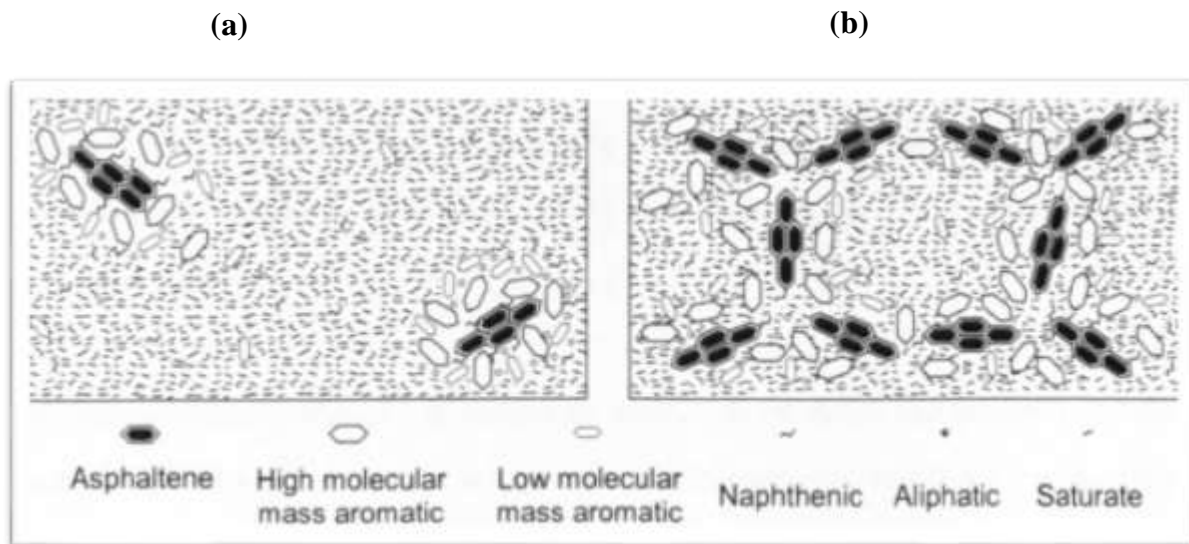 (a) (b)
Asphaltene High molecular Low molecular Naphthenic Aliphatic Saturate
mass aromatic mass aromatic